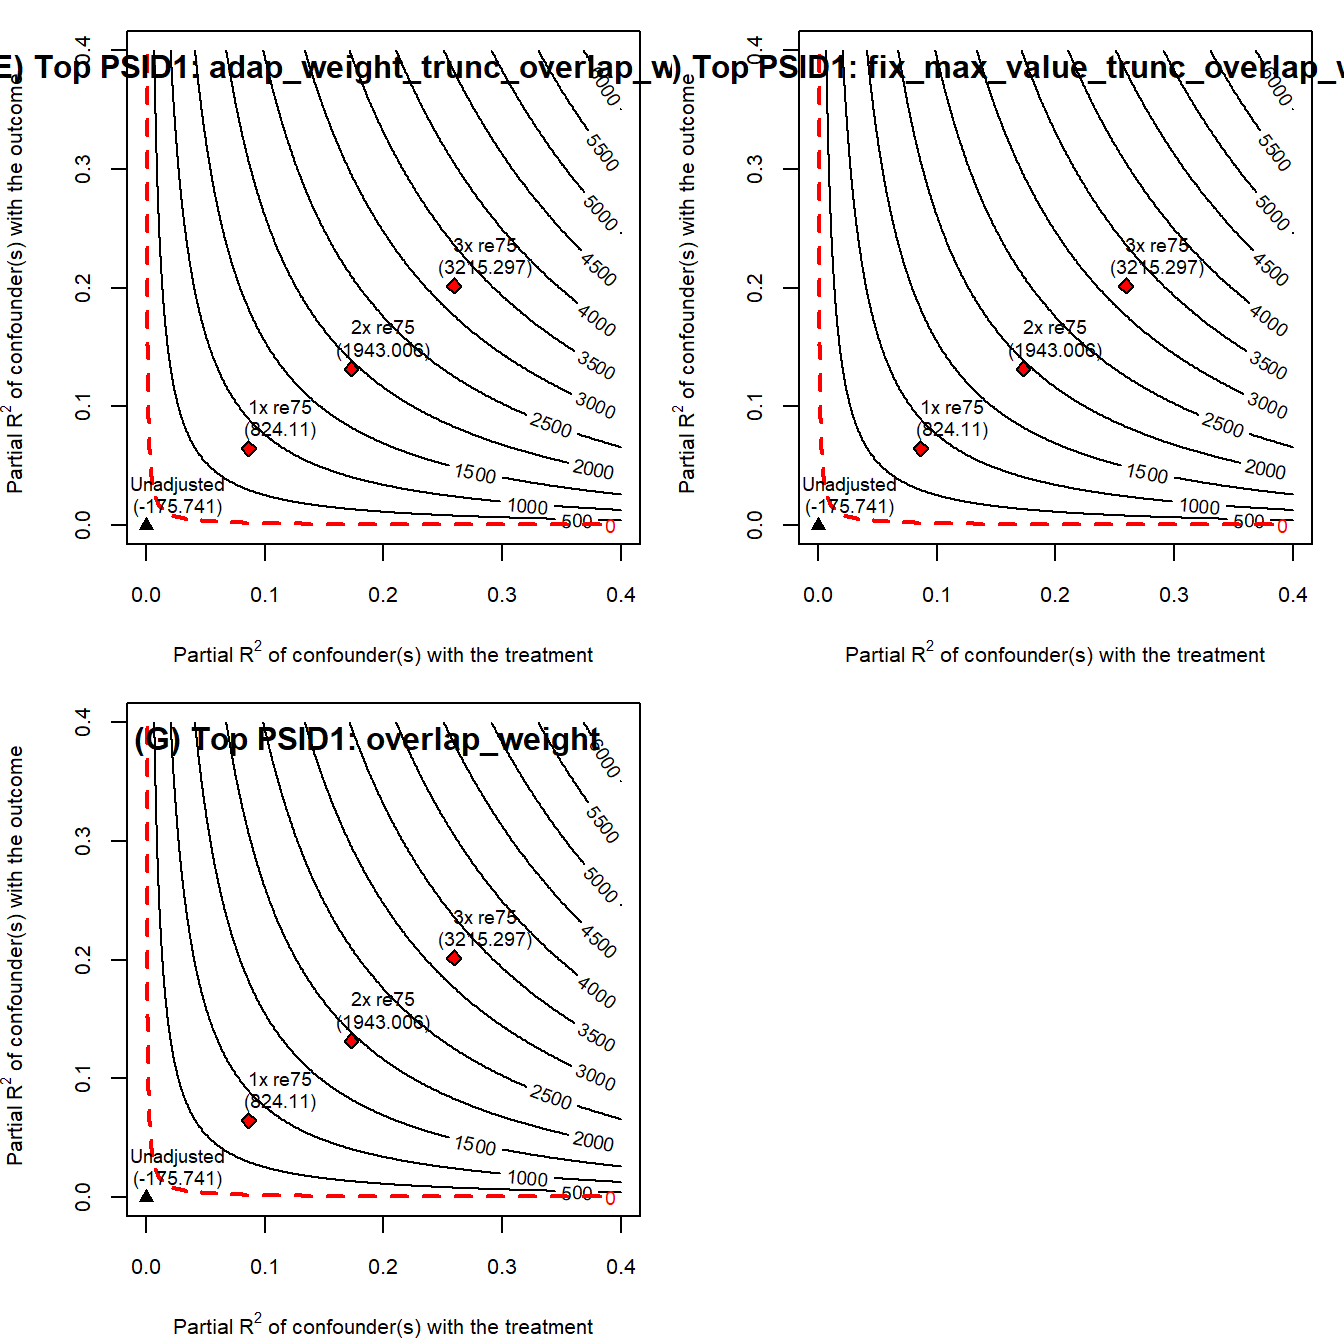 E) Top PSID1: adap_weight_trunc_overlap_w
) Top PSID1: fix_max_value_trunc_overlap_w
Partial R2 of confounder(s) with the outcome
0.4
0.3
0.2
0.1
0.0
6000
5500
5000
4500
4000
3500
3000
2500
2000
1500
1000
500
0
3x re75
(3215.297)
2x re75
(1943.006)
1x re75
(824.11)
Unadjusted
(-175.741)
0.0 0.1 0.2 0.3 0.4
Partial R2 of confounder(s) with the treatment
Partial R2 of confounder(s) with the outcome
0.4
0.3
0.2
0.1
0.0
6000
5500
5000
4500
4000
3500
3000
2500
2000
1500
1000
500
0
3x re75
(3215.297)
2x re75
(1943.006)
1x re75
(824.11)
Unadjusted
(-175.741)
0.0 0.1 0.2 0.3 0.4
Partial R2 of confounder(s) with the treatment
(G) Top PSID1: overlap_weight
Partial R2 of confounder(s) with the outcome
0.4
0.3
0.2
0.1
0.0
6000
5500
5000
4500
4000
3500
3000
2500
2000
1500
1000
500
0
3x re75
(3215.297)
2x re75
(1943.006)
1x re75
(824.11)
Unadjusted
(-175.741)
0.0 0.1 0.2 0.3 0.4
Partial R2 of confounder(s) with the treatment